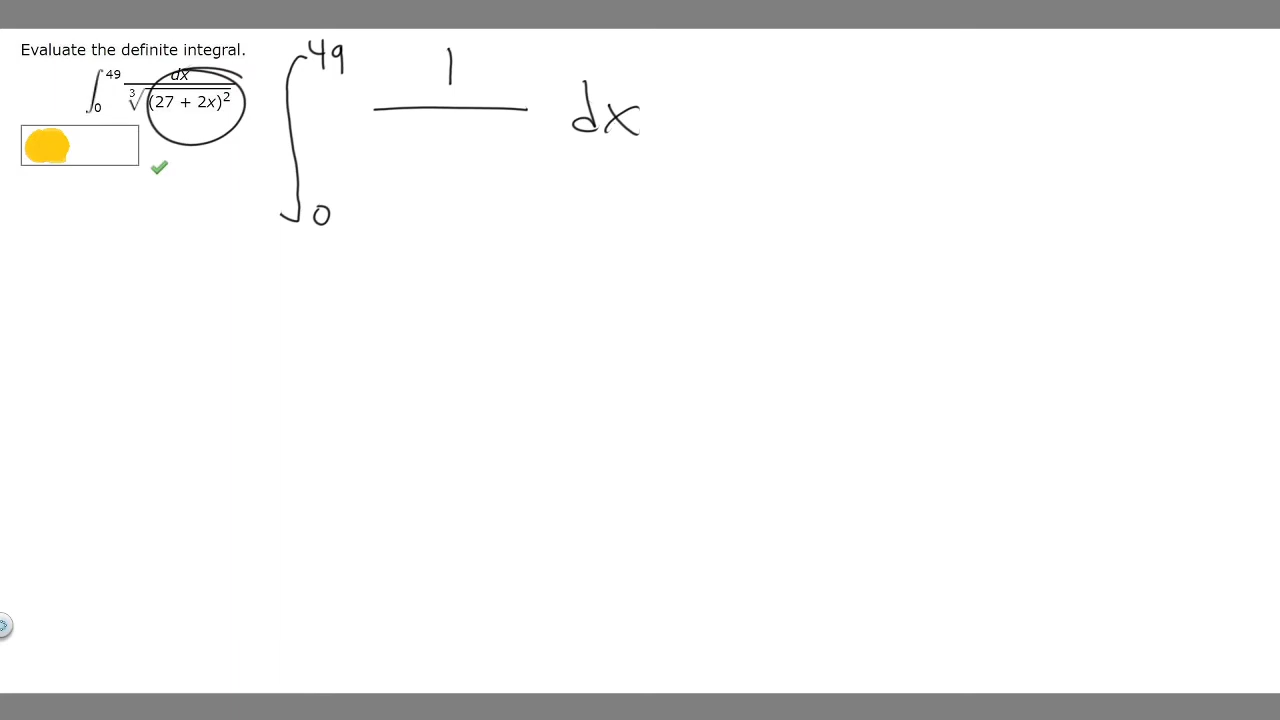 Evaluate the definite integral.
∫₀⁴⁹ dx / ∛(27 + 2x)²
∫₀⁴⁹ 1 / dx